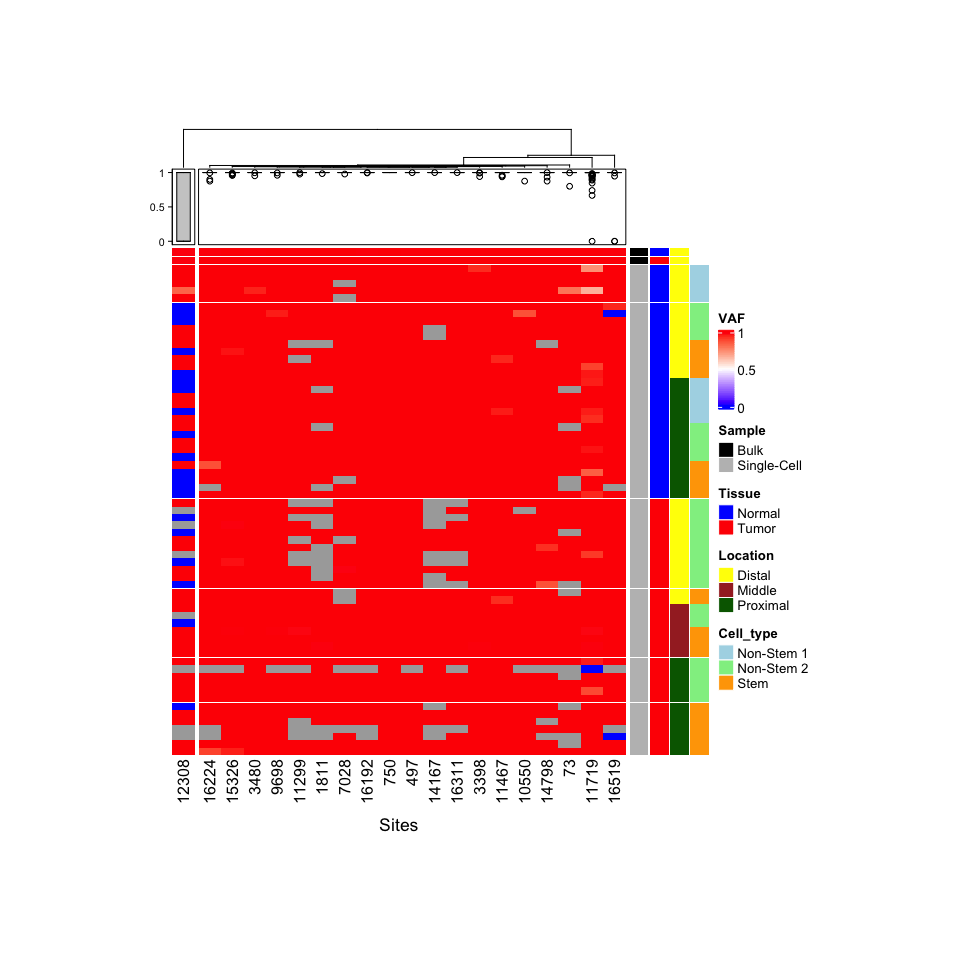 1
0.5
0
VAF
1
0.5
0
Sample
Bulk
Single-Cell
Tissue
Normal
Tumor
Location
Distal
Middle
Proximal
Cell_type
Non-Stem 1
Non-Stem 2
Stem
12308 16224 15326 3480 9698 11299 1811 7028 16192 750 497 14167 16311 3398 11467 10550 14798 73 11719 16519
Sites